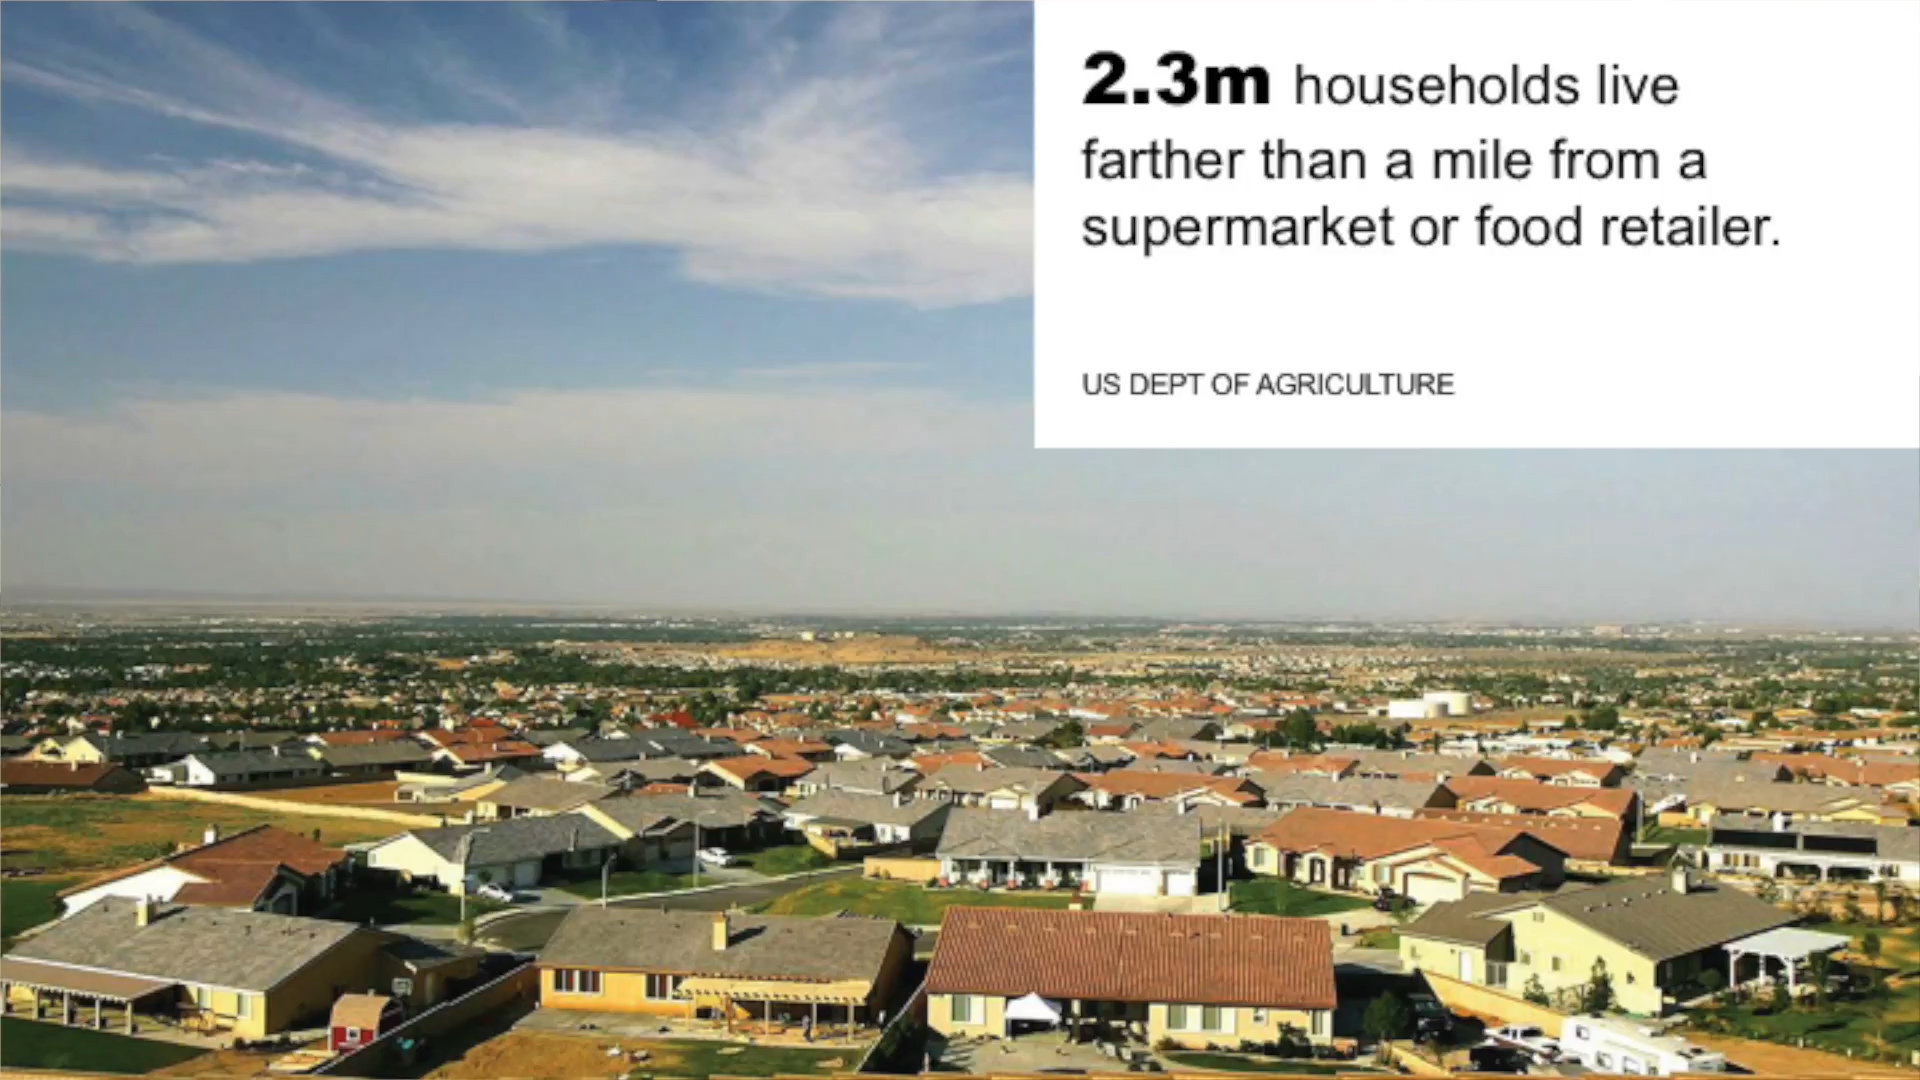 2.3m households live
farther than a mile from a
supermarket or food retailer.
US DEPT OF AGRICULTURE